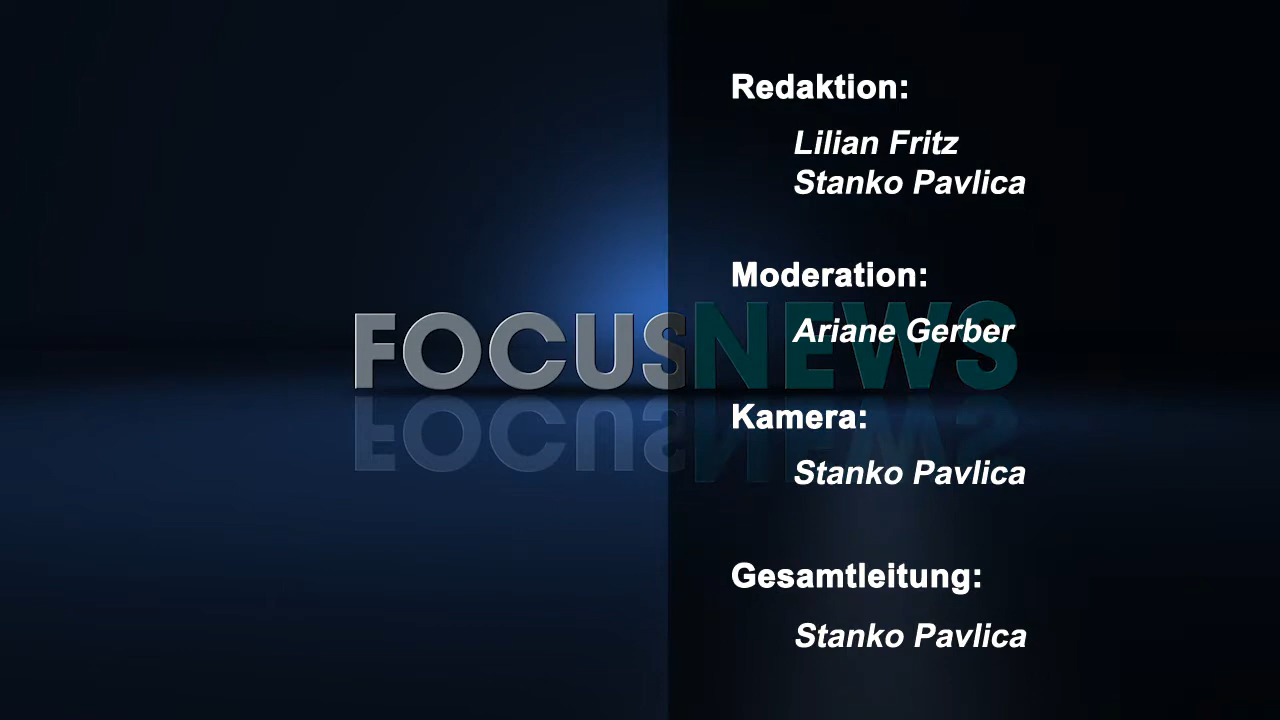 Redaktion:
Lilian Fritz
Stanko Pavlica
Moderation:
FOCUSNEWS
Ariane Gerber
Kamera:
Stanko Pavlica
Gesamtleitung:
Stanko Pavlica